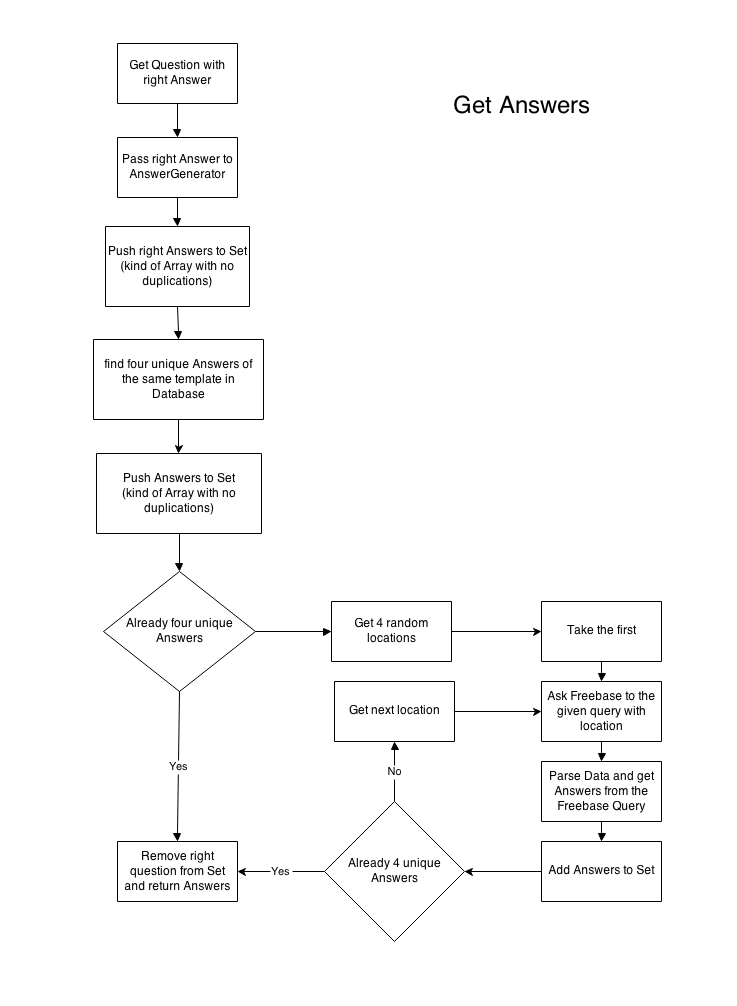 Get Answers
Get Question with
right Answer
Pass right Answer to
AnswerGenerator
Push right Answers to Set
(kind of Array with no
duplications)
find four unique Answers of
the same template in
Database
Push Answers to Set
(kind of Array with no
duplications)
Already four unique
Answers
Get 4 random
locations
Take the first
Get next location
Ask Freebase to the
given query with
location
Yes
No
Parse Data and get
Answers from the
Freebase Query
Remove right
question from Set
and return Answers
Yes
Already 4 unique
Answers
Add Answers to Set